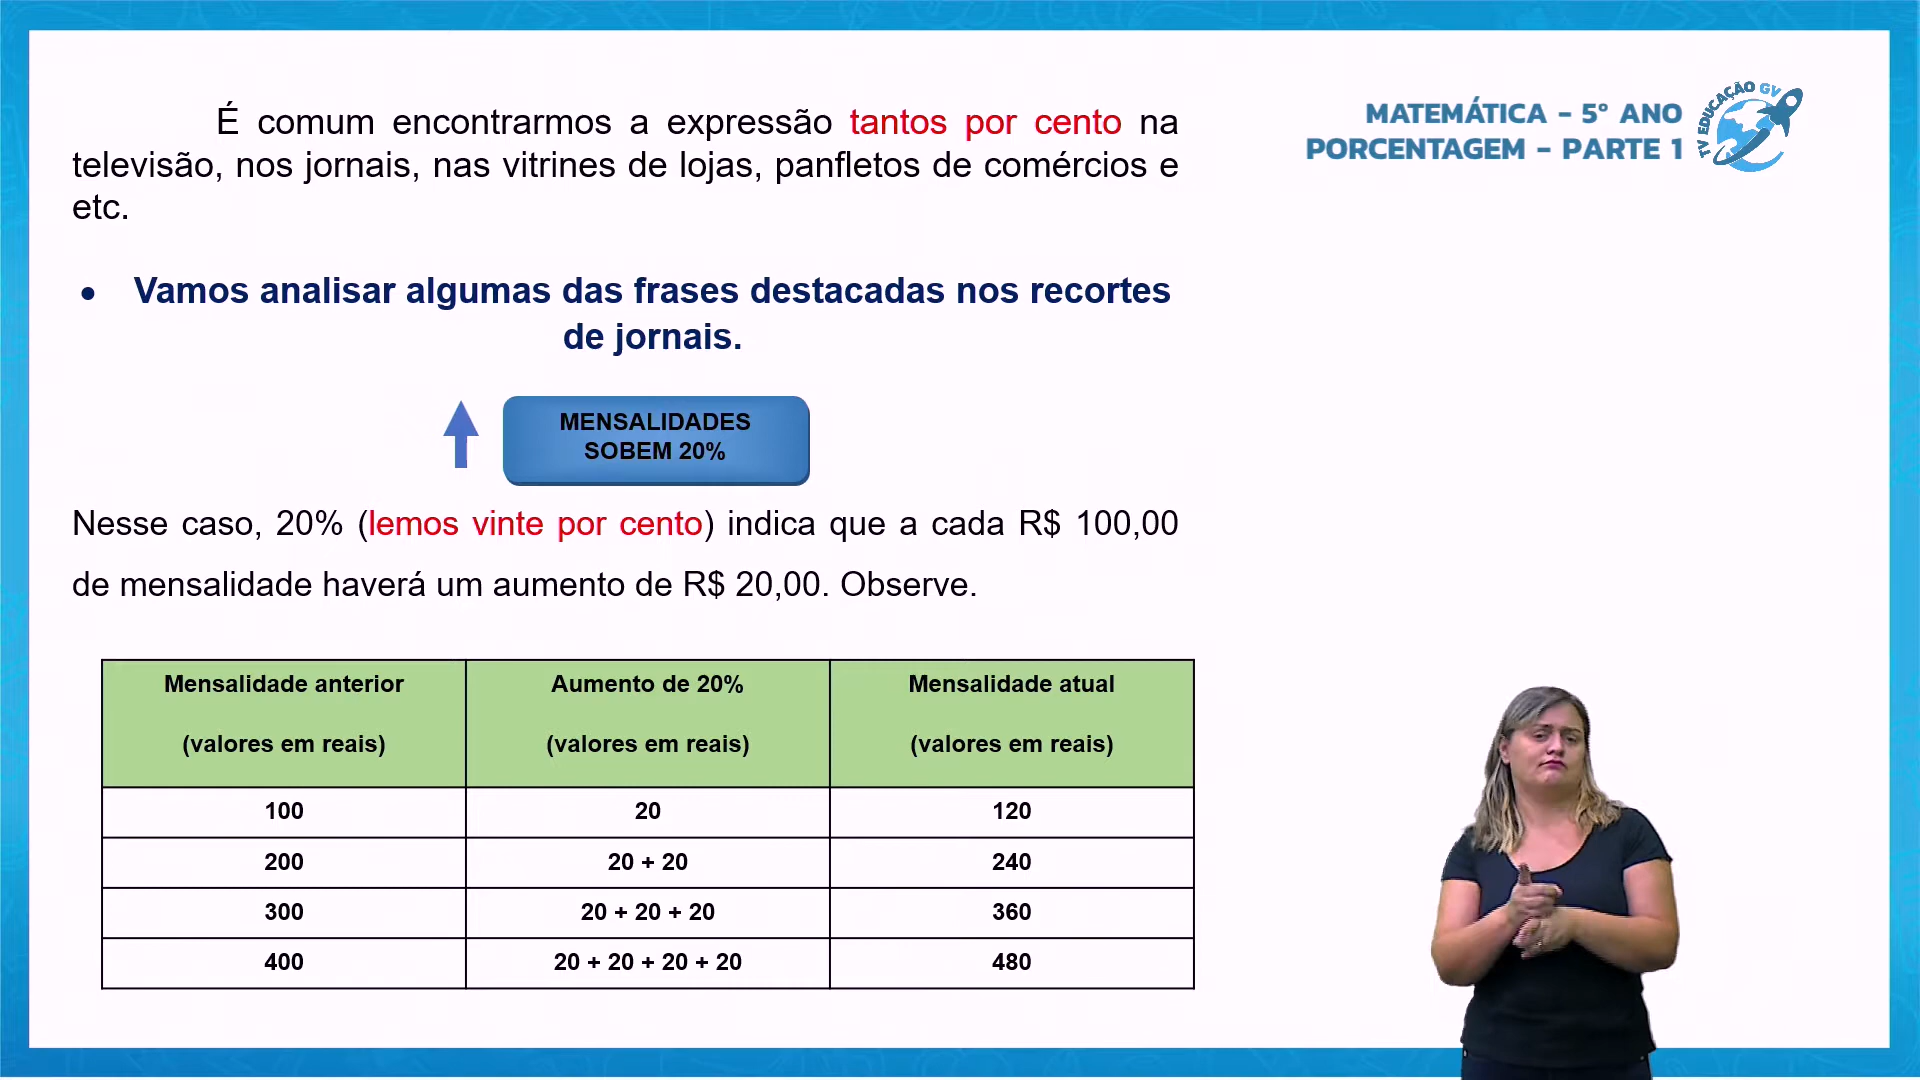 É comum encontrarmos a expressão tantos por cento na
televisão, nos jornais, nas vitrines de lojas, panfletos de comércios e
etc.
MATEMÁTICA - 5° ANO
PORCENTAGEM - PARTE 1
TV EDUCAÇÃO GV
• Vamos analisar algumas das frases destacadas nos recortes
de jornais.
MENSALIDADES
SOBEM 20%
Nesse caso, 20% (lemos vinte por cento) indica que a cada R$ 100,00
de mensalidade haverá um aumento de R$ 20,00. Observe.
Mensalidade anterior Aumento de 20% Mensalidade atual
(valores em reais) (valores em reais) (valores em reais)
100 20 120
200 20 + 20 240
300 20 + 20 + 20 360
400 20 + 20 + 20 + 20 480